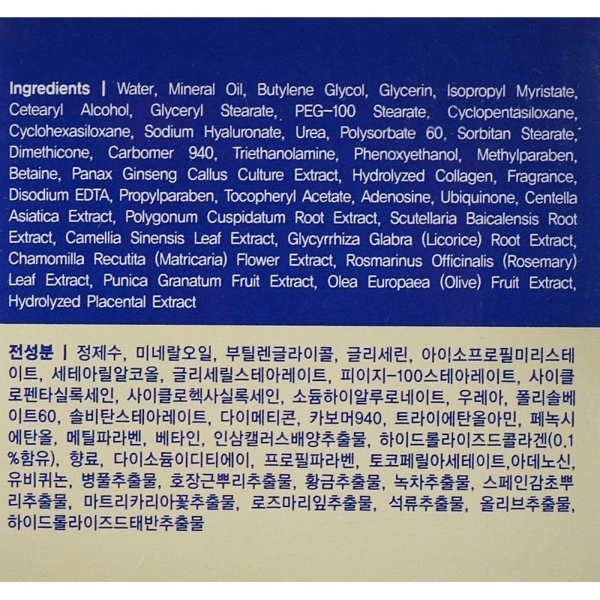 Ingredients | Water, Mineral Oil, Butylene Glycol, Glycerin, Isopropyl Myristate,
Cetearyl Alcohol, Glyceryl Stearate, PEG-100 Stearate, Cyclopentasiloxane,
Cyclohexasiloxane, Sodium Hyaluronate, Urea, Polysorbate 60, Sorbitan Stearate,
Dimethicone, Carbomer 940, Triethanolamine, Phenoxyethanol, Methylparaben,
Betaine, Panax Ginseng Callus Culture Extract, Hydrolyzed Collagen, Fragrance,
Disodium EDTA, Propylparaben, Tocopheryl Acetate, Adenosine, Ubiquinone, Centella
Asiatica Extract, Polygonum Cuspidatum Root Extract, Scutellaria Baicalensis Root
Extract, Camellia Sinensis Leaf Extract, Glycyrrhiza Glabra (Licorice) Root Extract,
Chamomilla Recutita (Matricaria) Flower Extract, Rosmarinus Officinalis (Rosemary)
Leaf Extract, Punica Granatum Fruit Extract, Olea Europaea (Olive) Fruit Extract,
Hydrolyzed Placental Extract
전성분 | 정제수, 미네랄오일, 부틸렌글라이콜, 글리세린, 아이소프로필미리스테
이트, 세테아릴알코올, 글리세릴스테아레이트, 피이지-100스테아레이트, 사이클
로펜타실록세인, 사이클로헥사실록세인, 소듐하이알루로네이트, 우레아, 폴리솔베
이트60, 솔비탄스테아레이트, 다이메티콘, 카보머940, 트라이에탄올아민, 페녹시
에탄올, 메틸파라벤, 베타인, 인삼캘러스배양추출물, 하이드롤라이즈드콜라겐(0.1
%함유), 향료, 다이소듐이디티에이, 프로필파라벤, 토코페릴아세테이트,아데노신,
유비퀴논, 병풀추출물, 호장근뿌리추출물, 황금추출물, 녹차추출물, 스페인감초뿌
리추출물, 마트리카리아꽃추출물, 로즈마리잎추출물, 석류추출물, 올리브추출물,
하이드롤라이즈드태반추출물